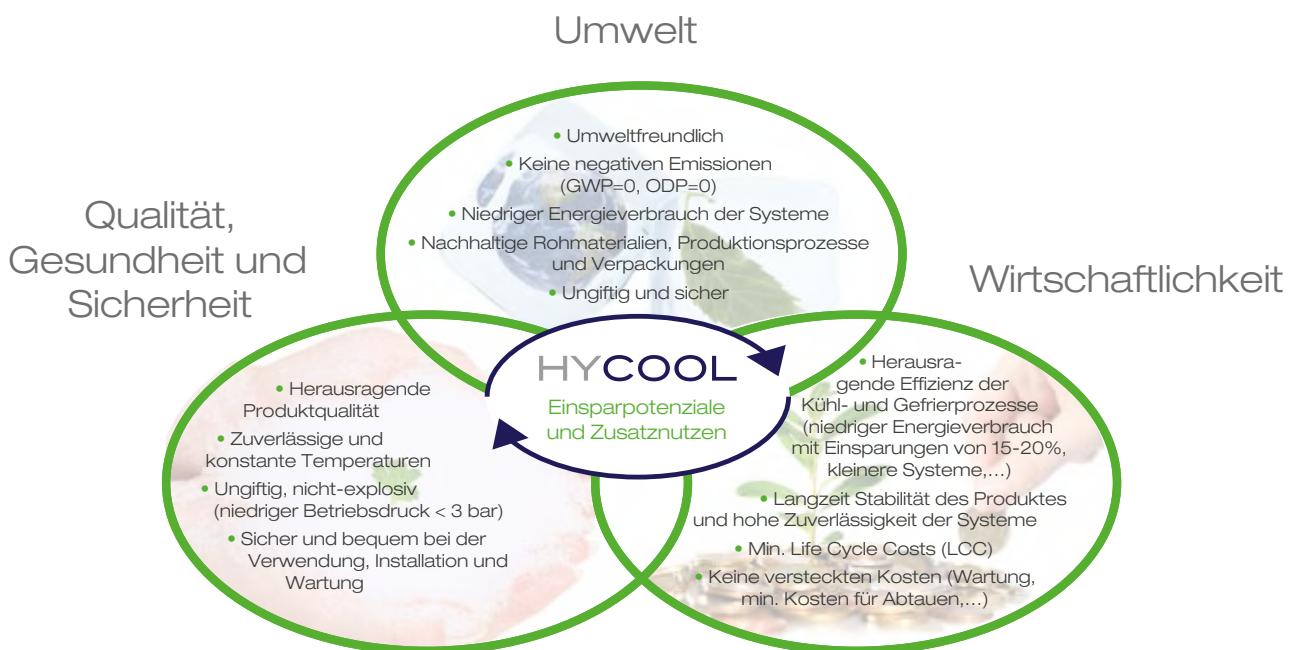 Umwelt
• Umweltfreundlich
• Keine negativen Emissionen
(GWP=0, ODP=0)
• Niedriger Energieverbrauch der Systeme
• Nachhaltige Rohmaterialien, Produktionsprozesse
und Verpackungen
• Ungiftig und sicher
Qualität,
Gesundheit und
Sicherheit
• Herausragende
Produktqualität
• Zuverlässige und
konstante Temperaturen
• Ungiftig, nicht-explosiv
(niedriger Betriebsdruck < 3 bar)
• Sicher und bequem bei der
Verwendung, Installation und
Wartung
HYCOOL
Einsparpotenziale
und Zusatznutzen
Wirtschaftlichkeit
• Herausra-
gende Effizienz der
Kühl- und Gefrierprozesse
(niedriger Energieverbrauch
mit Einsparungen von 15-20%,
kleinere Systeme,...)
• Langzeit Stabilität des Produktes
und hohe Zuverlässigkeit der Systeme
• Min. Life Cycle Costs (LCC)
• Keine versteckten Kosten (Wartung,
min. Kosten für Abtauen,...)